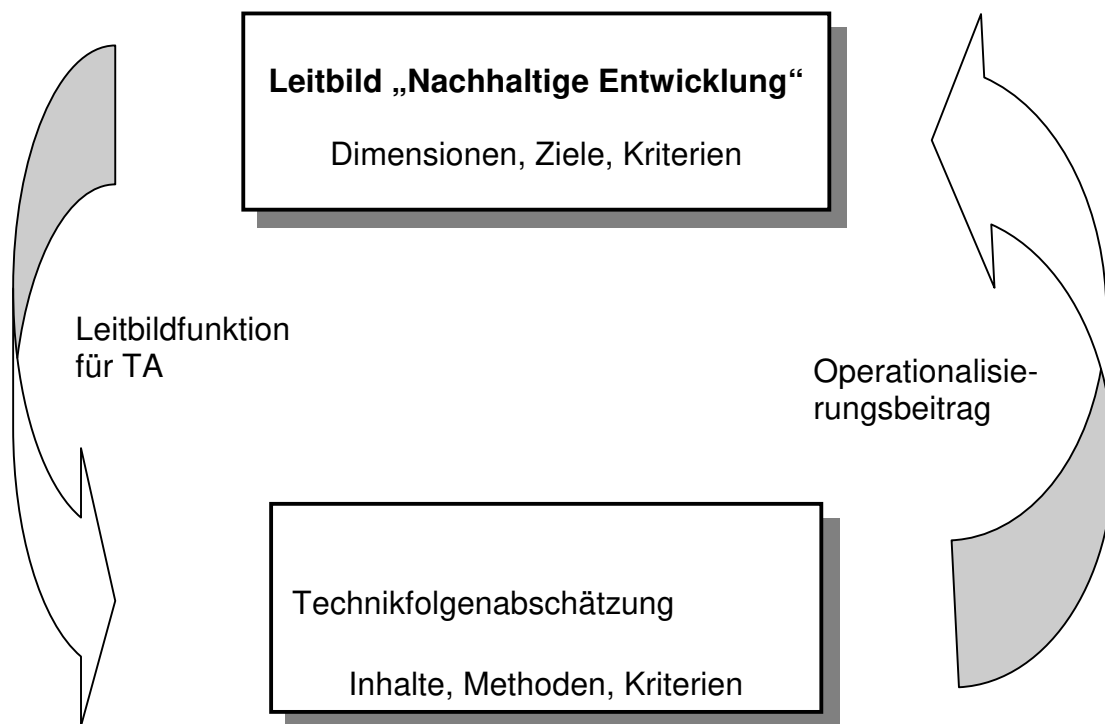 Leitbild „Nachhaltige Entwicklung“
Dimensionen, Ziele, Kriterien
Leitbildfunktion
für TA
Operationalisie-
rungsbeitrag
Technikfolgenabschätzung
Inhalte, Methoden, Kriterien